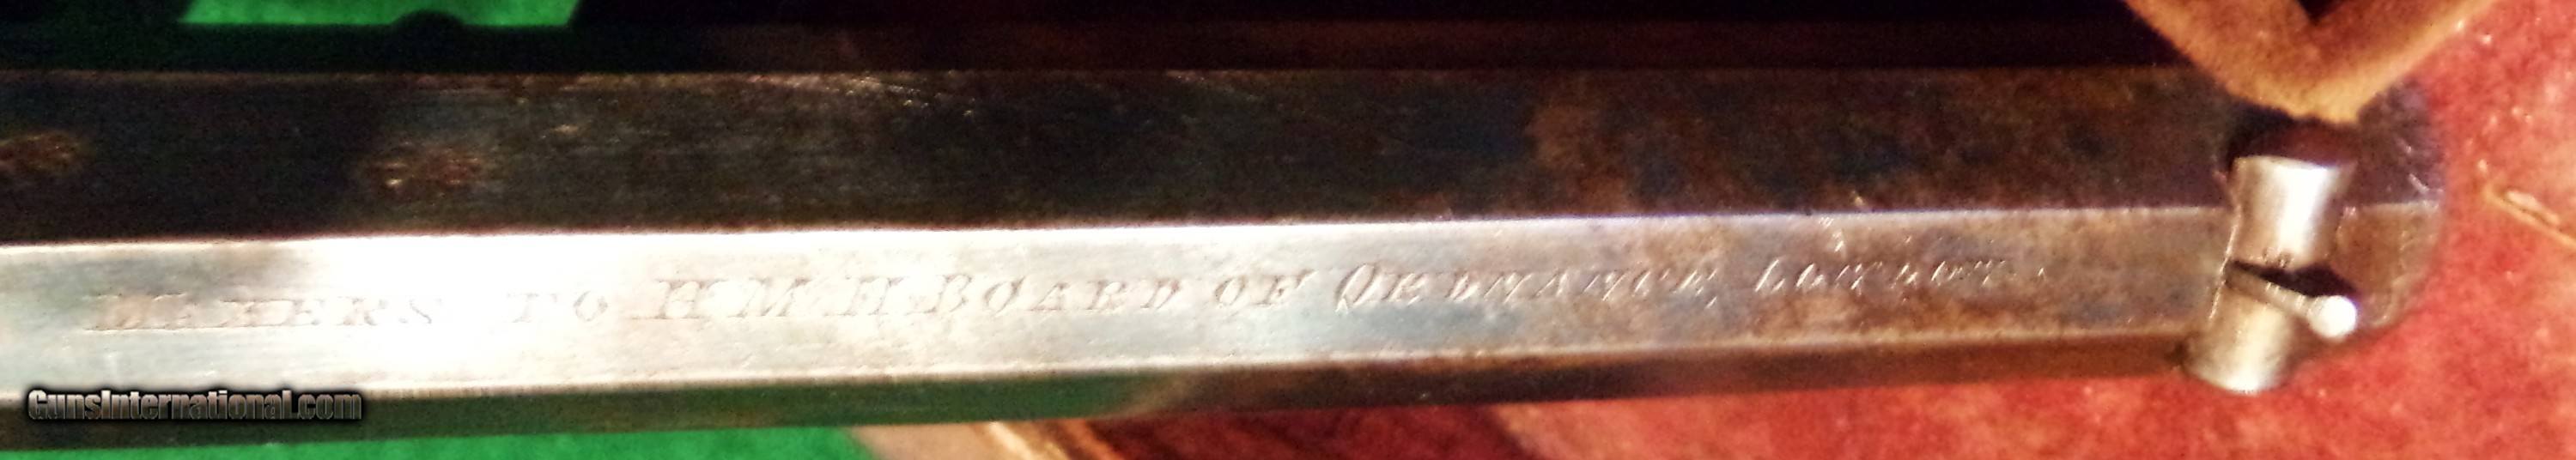 MAKERS TO H.M.H. BOARD OF ORDNANCE, LONDON.
GunsInternational.com